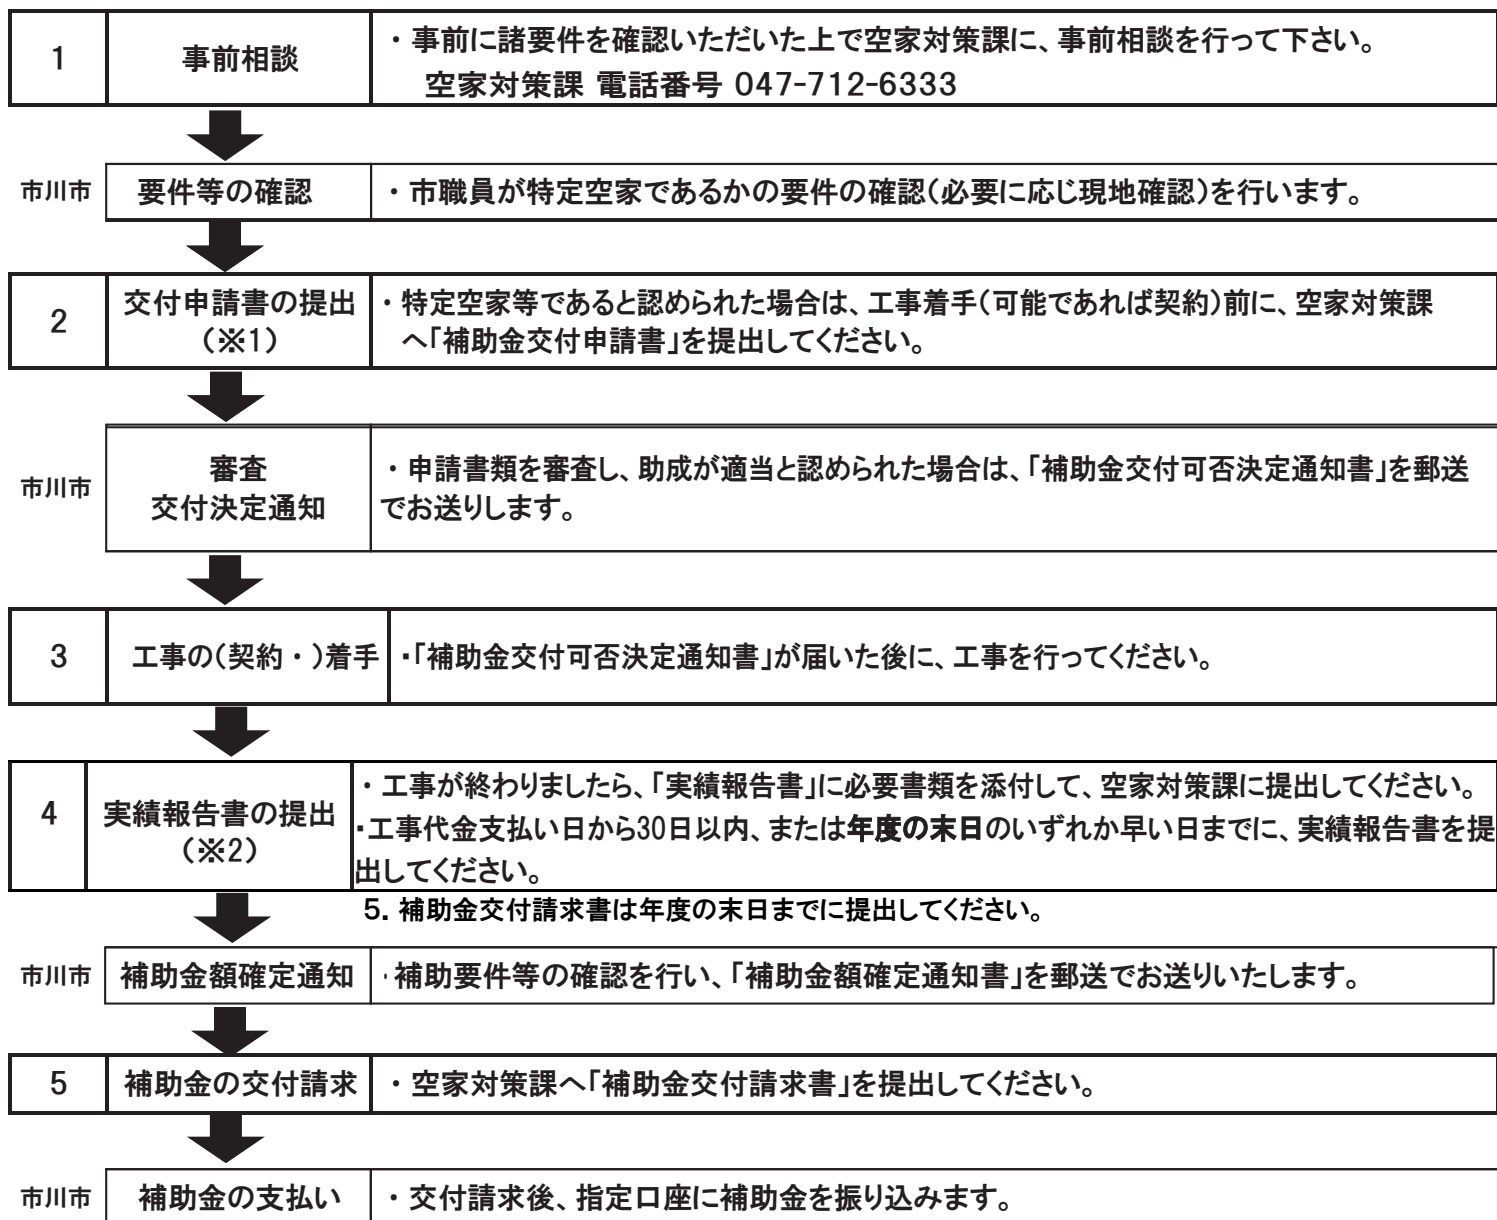 1 事前相談 ・事前に諸要件を確認いただいた上で空家対策課に、事前相談を行って下さい。
空家対策課 電話番号 047-712-6333
市川市 要件等の確認 ・市職員が特定空家であるかの要件の確認(必要に応じ現地確認)を行います。
2 交付申請書の提出 ・特定空家等であると認められた場合は、工事着手(可能であれば契約)前に、空家対策課
(※1) へ「補助金交付申請書」を提出してください。
市川市 審査 ・申請書類を審査し、助成が適当と認められた場合は、「補助金交付可否決定通知書」を郵送
交付決定通知 でお送りします。
3 工事の(契約・)着手 ・「補助金交付可否決定通知書」が届いた後に、工事を行ってください。
4 実績報告書の提出 ・工事が終わりましたら、「実績報告書」に必要書類を添付して、空家対策課に提出してください。
(※2) ・工事代金支払い日から30日以内、または年度の末日のいずれか早い日までに、実績報告書を提
出してください。
5. 補助金交付請求書は年度の末日までに提出してください。
市川市 補助金額確定通知 ・補助要件等の確認を行い、「補助金額確定通知書」を郵送でお送りいたします。
5 補助金の交付請求 ・空家対策課へ「補助金交付請求書」を提出してください。
市川市 補助金の支払い ・交付請求後、指定口座に補助金を振り込みます。